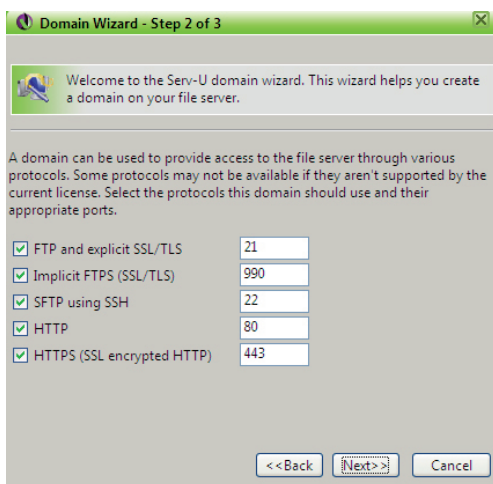 Domain Wizard - Step 2 of 3
Welcome to the Serv-U domain wizard. This wizard helps you create
a domain on your file server.
A domain can be used to provide access to the file server through various
protocols. Some protocols may not be available if they aren't supported by the
current license. Select the protocols this domain should use and their
appropriate ports.
FTP and explicit SSL/TLS 21
Implicit FTPS (SSL/TLS) 990
SFTP using SSH 22
HTTP 80
HTTPS (SSL encrypted HTTP) 443
<<Back Next>> Cancel